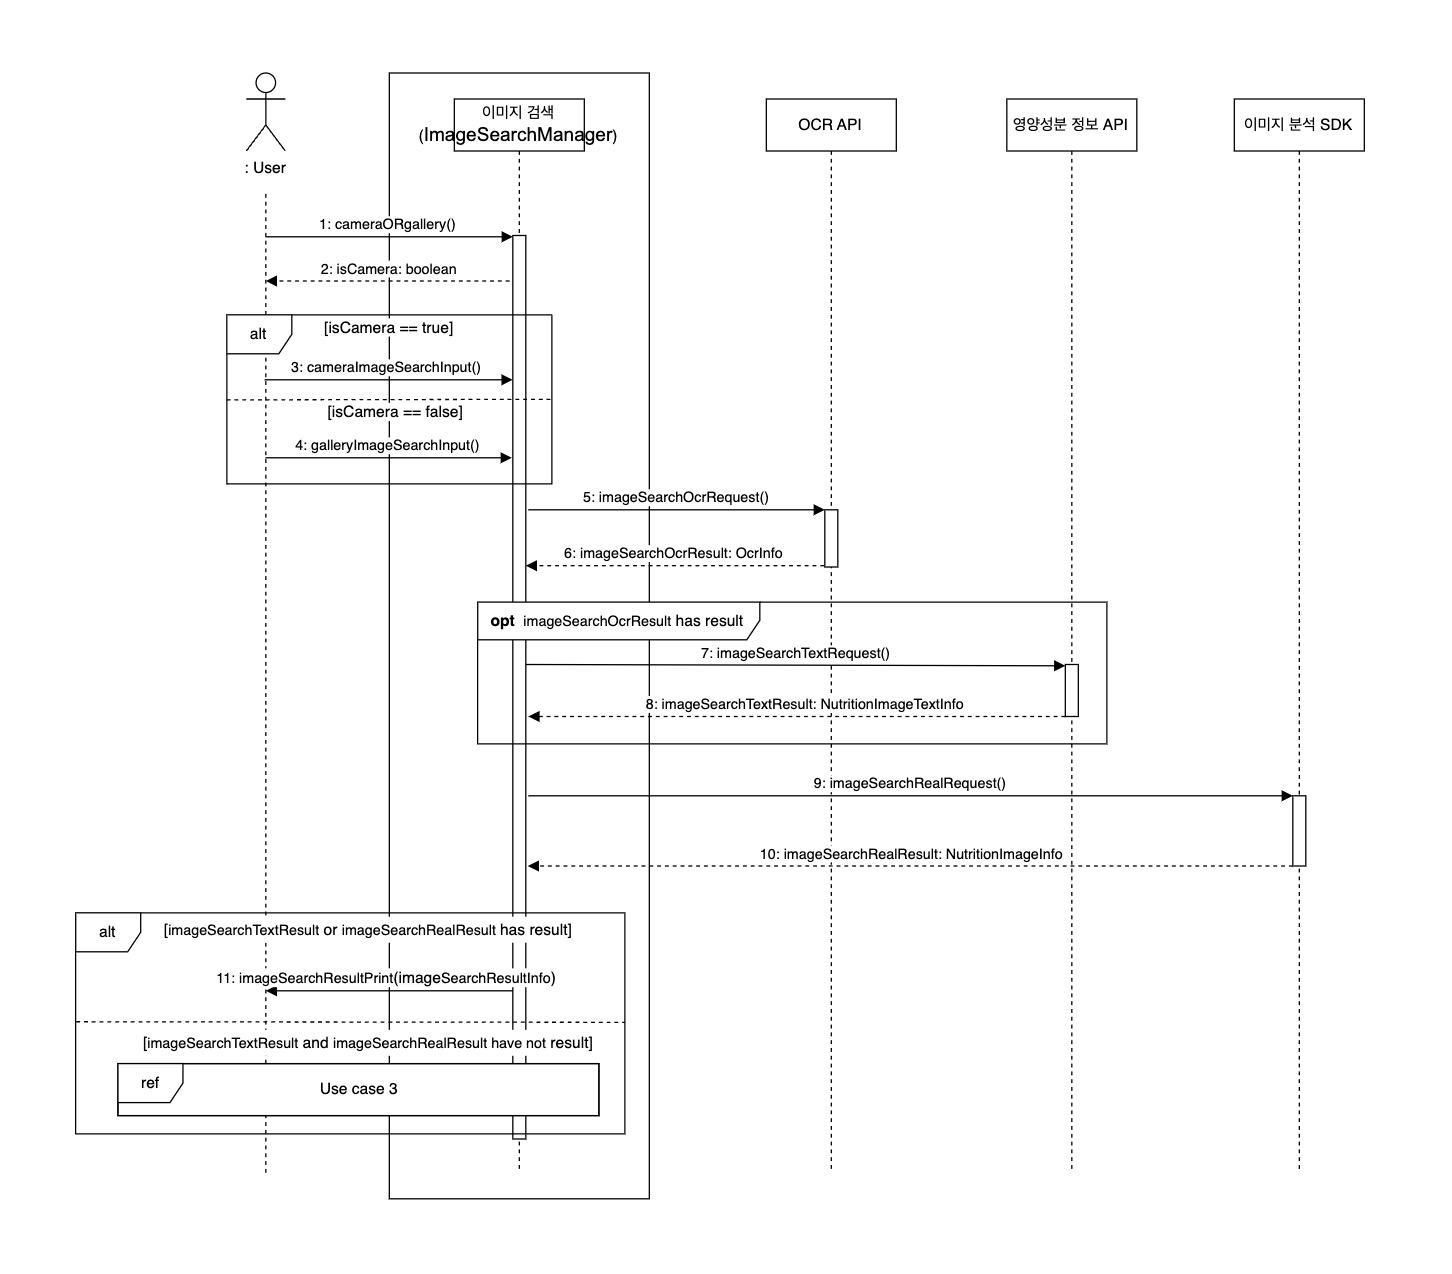 이미지 검색
(ImageSearchManager)
OCR API
영양성분 정보 API
이미지 분석 SDK
: User
1: cameraORgallery()
2: isCamera: boolean
alt
[isCamera == true]
3: cameraImageSearchInput()
[isCamera == false]
4: galleryImageSearchInput()
5: imageSearchOcrRequest()
6: imageSearchOcrResult: OcrInfo
opt imageSearchOcrResult has result
7: imageSearchTextRequest()
8: imageSearchTextResult: NutritionImageTextInfo
9: imageSearchRealRequest()
10: imageSearchRealResult: NutritionImageInfo
alt
[imageSearchTextResult or imageSearchRealResult has result]
11: imageSearchResultPrint(imageSearchResultInfo)
[imageSearchTextResult and imageSearchRealResult have not result]
ref
Use case 3